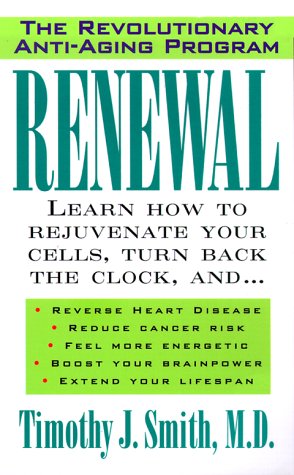 THE REVOLUTIONARY
ANTI-AGING PROGRAM
RENEWAL
LEARN HOW TO
REJUVENATE YOUR
CELLS, TURN BACK
THE CLOCK, AND...
• REVERSE HEART DISEASE
• REDUCE CANCER RISK
• FEEL MORE ENERGETIC
• BOOST YOUR BRAINPOWER
• EXTEND YOUR LIFESPAN
Timothy J. Smith, M.D.